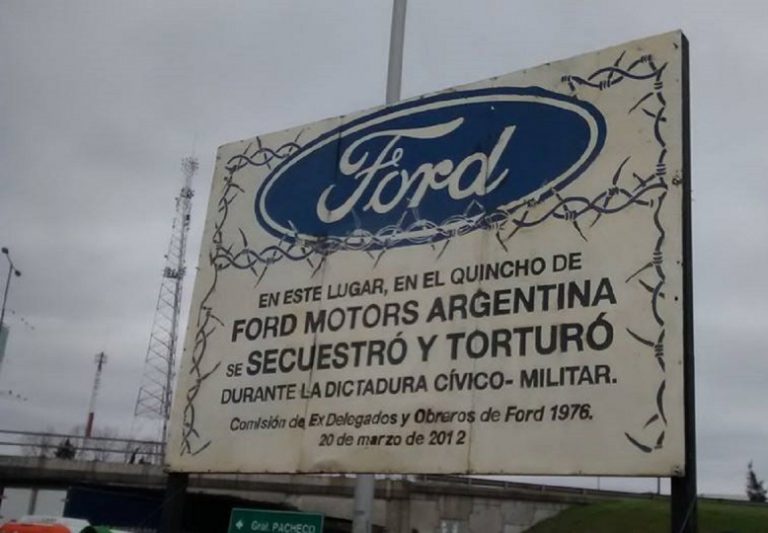 Ford
EN ESTE LUGAR, EN EL QUINCHO DE
FORD MOTORS ARGENTINA
SE SECUESTRÓ Y TORTURÓ
DURANTE LA DICTADURA CÍVICO- MILITAR.
Comisión de Ex Delegados y Obreros de Ford 1976.
20 de marzo de 2012
Gral. PACHECO